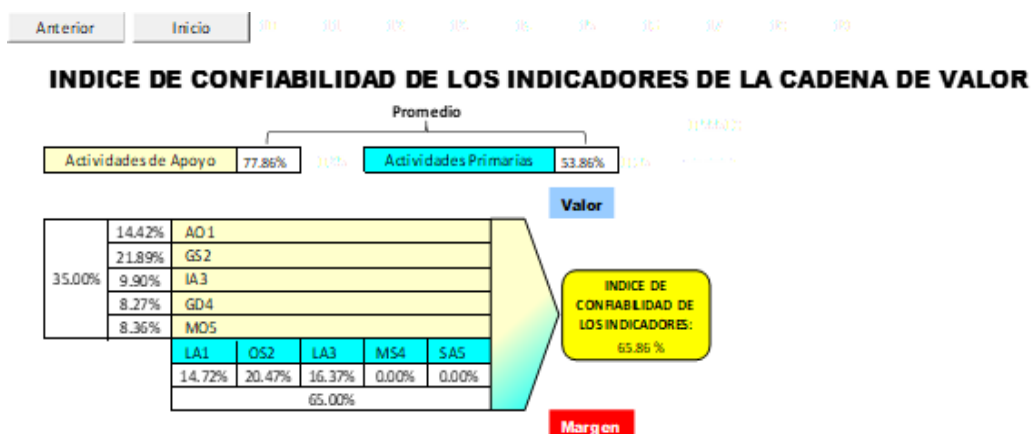 Anterior
Inicio
INDICE DE CONFIABILIDAD DE LOS INDICADORES DE LA CADENA DE VALOR
Promedio
Actividades de Apoyo 77.86% Actividades Primarias 53.86%
Valor
35.00%
14.42% AO1
21.89% GS2
9.90% IA3
8.27% GD4
8.36% MO5
LA1 OS2 LA3 MS4 SA5
14.72% 20.47% 16.37% 0.00% 0.00%
65.00%
INDICE DE
CONFIABILIDAD DE
LOS INDICADORES:
65.86 %
Margen